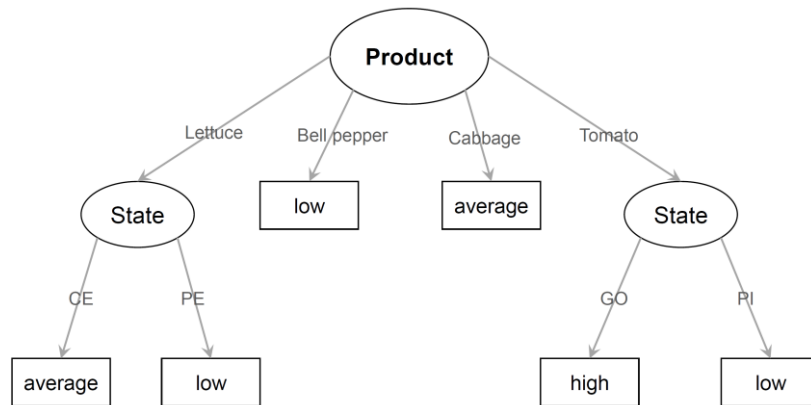 Product
Lettuce
Bell pepper
Cabbage
Tomato
State
low
average
State
CE
PE
GO
PI
average
low
high
low